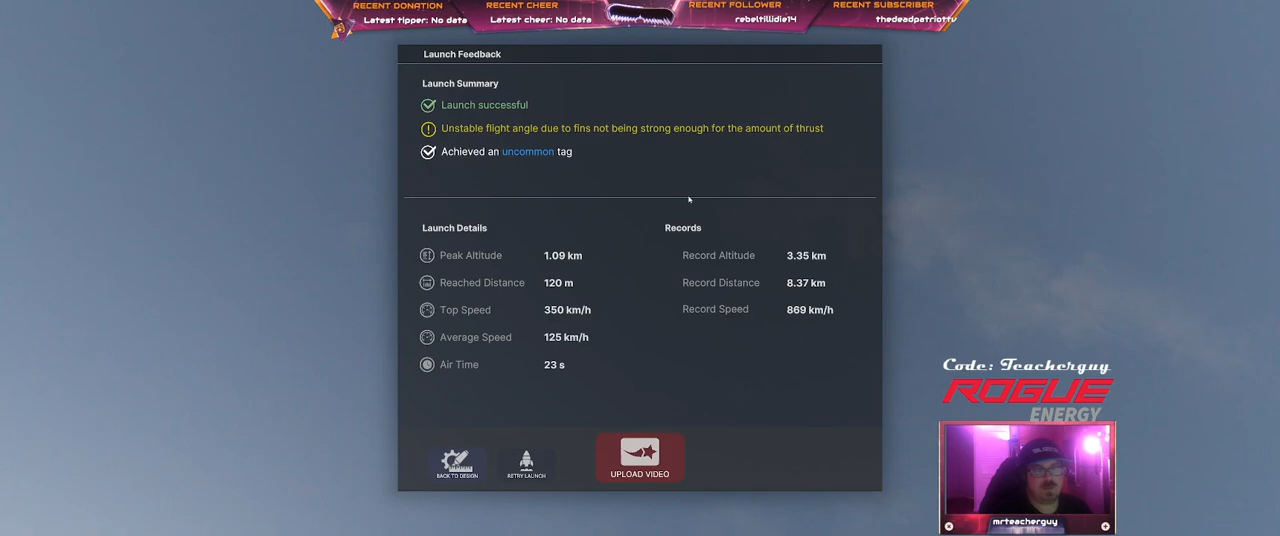 RECENT DONATION
Latest tipper: No data
RECENT CHEER
Latest cheer: No data
RECENT FOLLOWER
rebeltillidie14
RECENT SUBSCRIBER
thedeadpatriottv
Launch Feedback
Launch Summary
Launch successful
Unstable flight angle due to fins not being strong enough for the amount of thrust
Achieved an uncommon tag
Launch Details
Peak Altitude 1.09 km
Reached Distance 120 m
Top Speed 350 km/h
Average Speed 125 km/h
Air Time 23 s
Records
Record Altitude 3.35 km
Record Distance 8.37 km
Record Speed 869 km/h
BACK TO DESIGN
RETRY LAUNCH
UPLOAD VIDEO
Code: Teacherguy
ROGUE
ENERGY
mrteacherguy